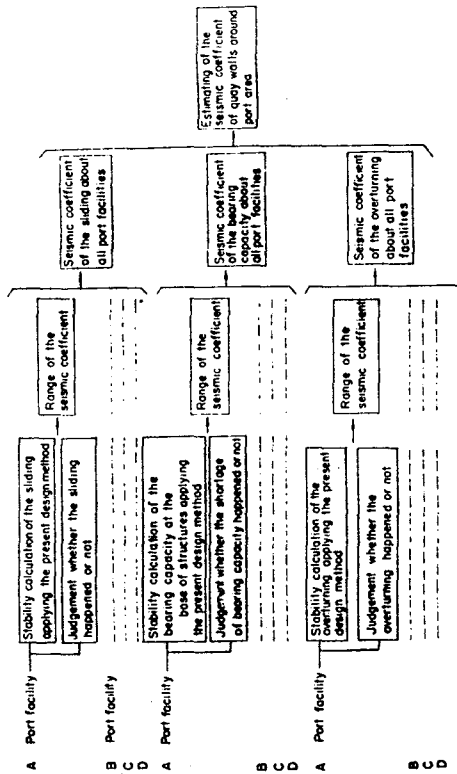 A Port facility
Stability calculation of the sliding
applying the present design method
Judgement whether the sliding
happened or not
Range of the
seismic coefficient
B Port facility
C
D
Seismic coefficient
of the sliding about
all port facilities
A Port facility
Stability calculation of the
bearing capacity at the
base of structures applying
the present design method
Judgement whether the shortage
of bearing capacity happened or not
Range of the
seismic coefficient
B
C
D
Seismic coefficient
of the bearing
capacity about
all port facilities
A Port facility
Stability calculation of the
overturning applying the present
design method
Judgement whether the
overturning happened or not
Range of the
seismic coefficient
B
C
D
Seismic coefficient
of the overturning
about all port
facilities
Estimating of the
seismic coefficient
of quay walls around
port area